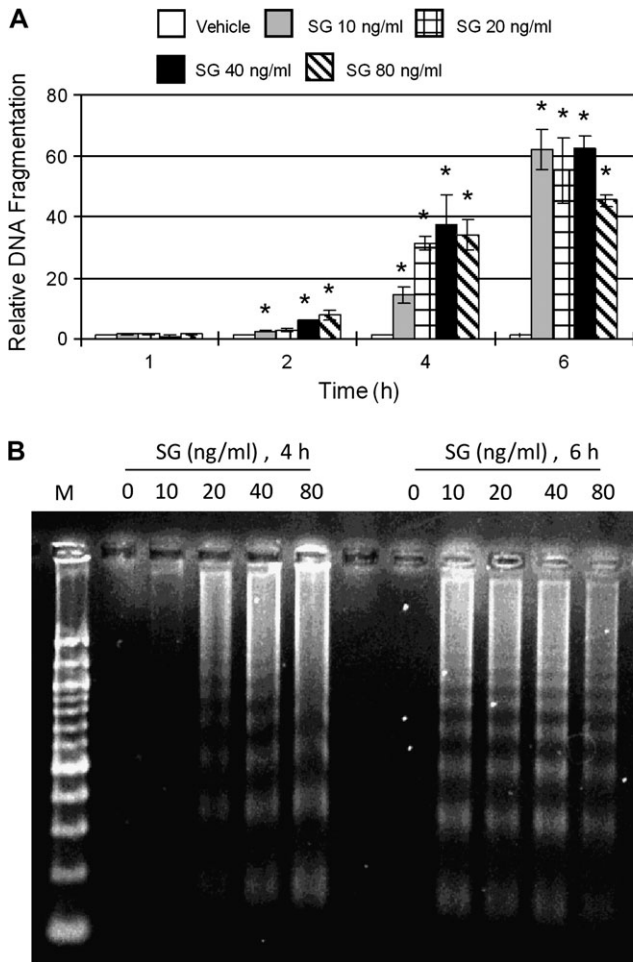 A
Vehicle SG 10 ng/ml SG 20 ng/ml
SG 40 ng/ml SG 80 ng/ml
Relative DNA Fragmentation
80
60
40
20
0
* * * *
* * * *
* * *
1 2 4 6
Time (h)
B
SG (ng/ml) , 4 h SG (ng/ml) , 6 h
M 0 10 20 40 80 0 10 20 40 80